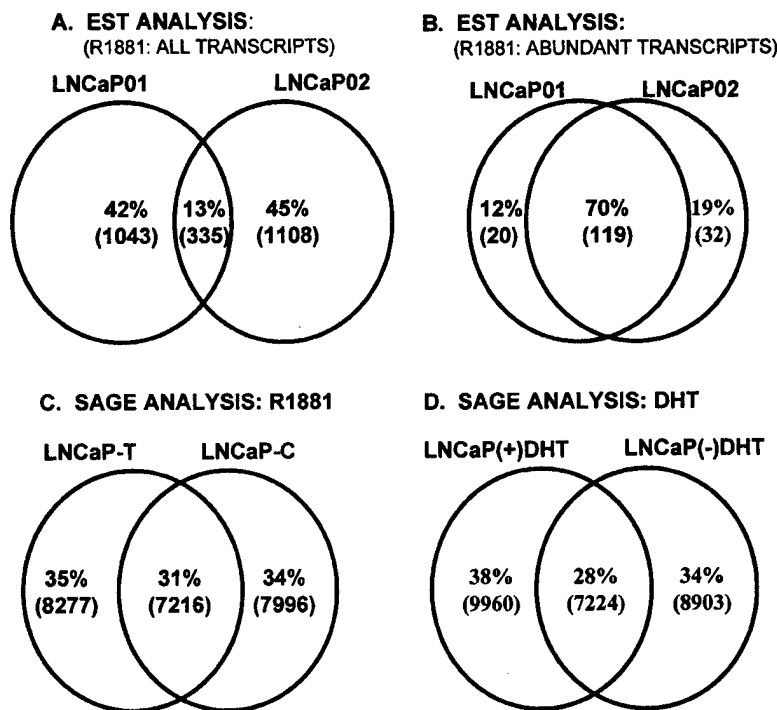 A. EST ANALYSIS:
(R1881: ALL TRANSCRIPTS)
LNCaP01
LNCaP02
42%
(1043)
13%
(335)
45%
(1108)
B. EST ANALYSIS:
(R1881: ABUNDANT TRANSCRIPTS)
LNCaP01
LNCaP02
12%
(20)
70%
(119)
19%
(32)
C. SAGE ANALYSIS: R1881
LNCaP-T
LNCaP-C
35%
(8277)
31%
(7216)
34%
(7996)
D. SAGE ANALYSIS: DHT
LNCaP(+)DHT
LNCaP(-)DHT
38%
(9960)
28%
(7224)
34%
(8903)